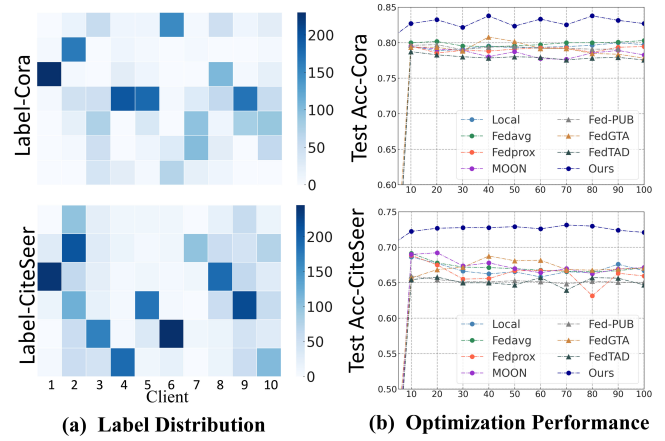 Label-Cora
200
150
100
50
0
Test Acc-Cora
0.85
0.80
0.75
0.70
0.65
0.60
Local
Fedavg
Fedprox
MOON
Fed-PUB
FedGTA
FedTAD
Ours
10 20 30 40 50 60 70 80 90 100
Label-CiteSeer
200
150
100
50
0
1 2 3 4 5 6 7 8 9 10
Client
Test Acc-CiteSeer
0.75
0.70
0.65
0.60
0.55
0.50
Local
Fedavg
Fedprox
MOON
Fed-PUB
FedGTA
FedTAD
Ours
10 20 30 40 50 60 70 80 90 100
(a) Label Distribution
(b) Optimization Performance